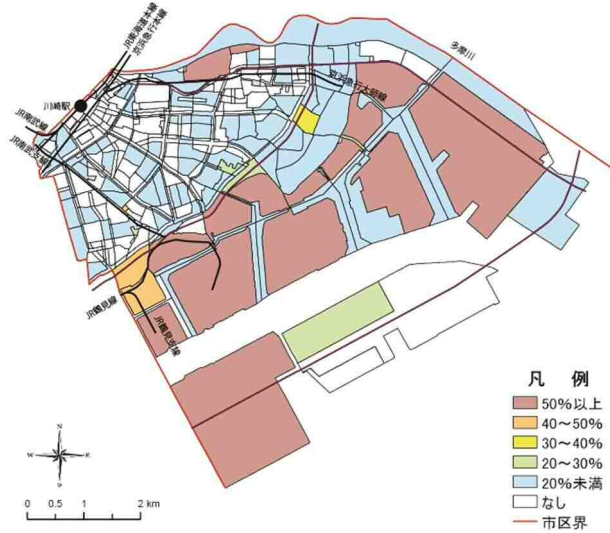 JR東海道本線
京浜急行本線
多摩川
川崎駅
京浜急行大師線
JR南武線
JR南武支線
JR鶴見線
JR鶴見支線
凡 例
50%以上
40～50%
30～40%
20～30%
20%未満
なし
市区界
N
W
E
S
0 0.5 1 2 km